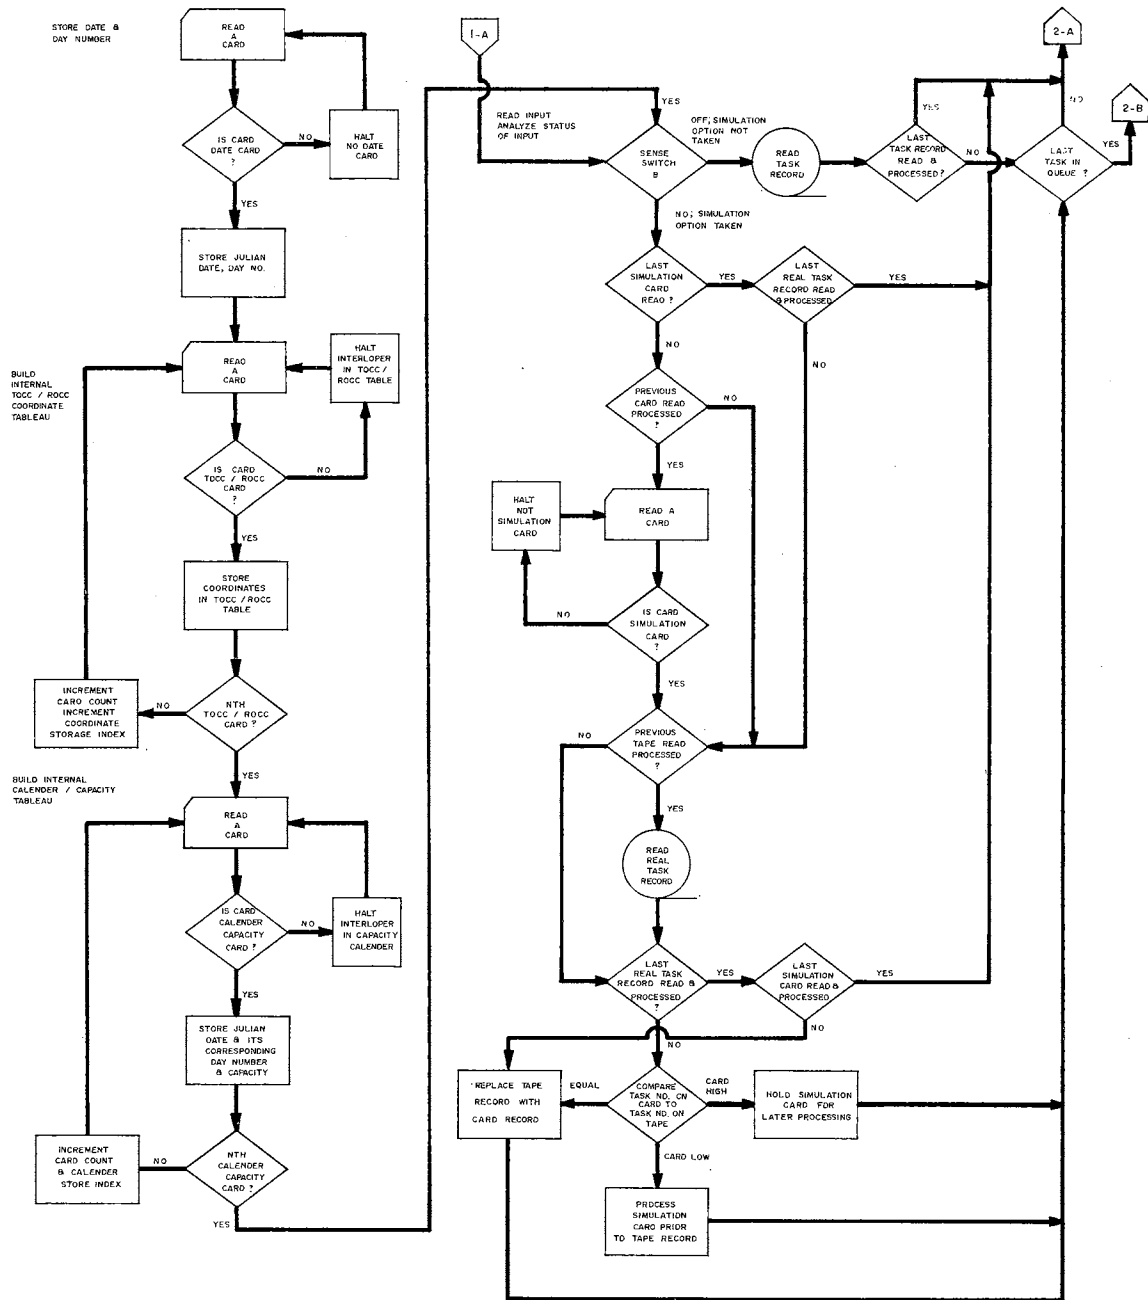 STORE DATE &
DAY NUMBER
READ
A
CARD
IS CARD
DATE CARD
?
NO
HALT
NO DATE
CARD
YES
STORE JULIAN
DATE, DAY NO.
BUILD
INTERNAL
TOCC / ROCC
COORDINATE
TABLEAU
READ
A
CARD
HALT
INTERLOPER
IN TOCC /
ROCC TABLE
IS CARD
TOCC / ROCC
CARD
?
NO
YES
STORE
COORDINATES
IN TOCC / ROCC
TABLE
INCREMENT
CARD COUNT
INCREMENT
COORDINATE
STORAGE INDEX
NO
NTH
TOCC / ROCC
CARD ?
YES
BUILD INTERNAL
CALENDER / CAPACITY
TABLEAU
READ
A
CARD
IS CARD
CALENDER
CAPACITY
CARD ?
NO
HALT
INTERLOPER
IN CAPACITY
CALENDER
YES
STORE JULIAN
DATE & ITS
CORRESPONDING
DAY NUMBER
& CAPACITY
INCREMENT
CARD COUNT
& CALENDER
STORE INDEX
NO
NTH
CALENDER
CAPACITY
CARD ?
YES
1-A
READ INPUT
ANALYZE STATUS
OF INPUT
YES
SENSE
SWITCH
B
OFF; SIMULATION
OPTION NOT
TAKEN
READ
TASK
RECORD
YES
LAST
TASK RECORD
READ &
PROCESSED?
NO
LAST
TASK IN
QUEUE ?
NO
2-A
YES
2-B
NO; SIMULATION
OPTION TAKEN
LAST
SIMULATION
CARD
READ ?
YES
LAST
REAL TASK
RECORD READ
& PROCESSED
YES
NO
NO
PREVIOUS
CARD READ
PROCESSED
?
NO
YES
HALT
NOT
SIMULATION
CARD
READ A
CARD
NO
IS CARD
SIMULATION
CARD
?
YES
NO
PREVIOUS
TAPE READ
PROCESSED
?
YES
READ
REAL
TASK
RECORD
LAST
REAL TASK
RECORD READ &
PROCESSED
?
YES
LAST
SIMULATION
CARD READ &
PROCESSED
YES
NO
NO
REPLACE TAPE
RECORD WITH
CARD RECORD
EQUAL
COMPARE
TASK NO. ON
CARD TO
TASK NO. ON
TAPE
CARD
HIGH
HOLD SIMULATION
CARD FOR
LATER PROCESSING
CARD LOW
PROCESS
SIMULATION
CARD PRIOR
TO TAPE RECORD